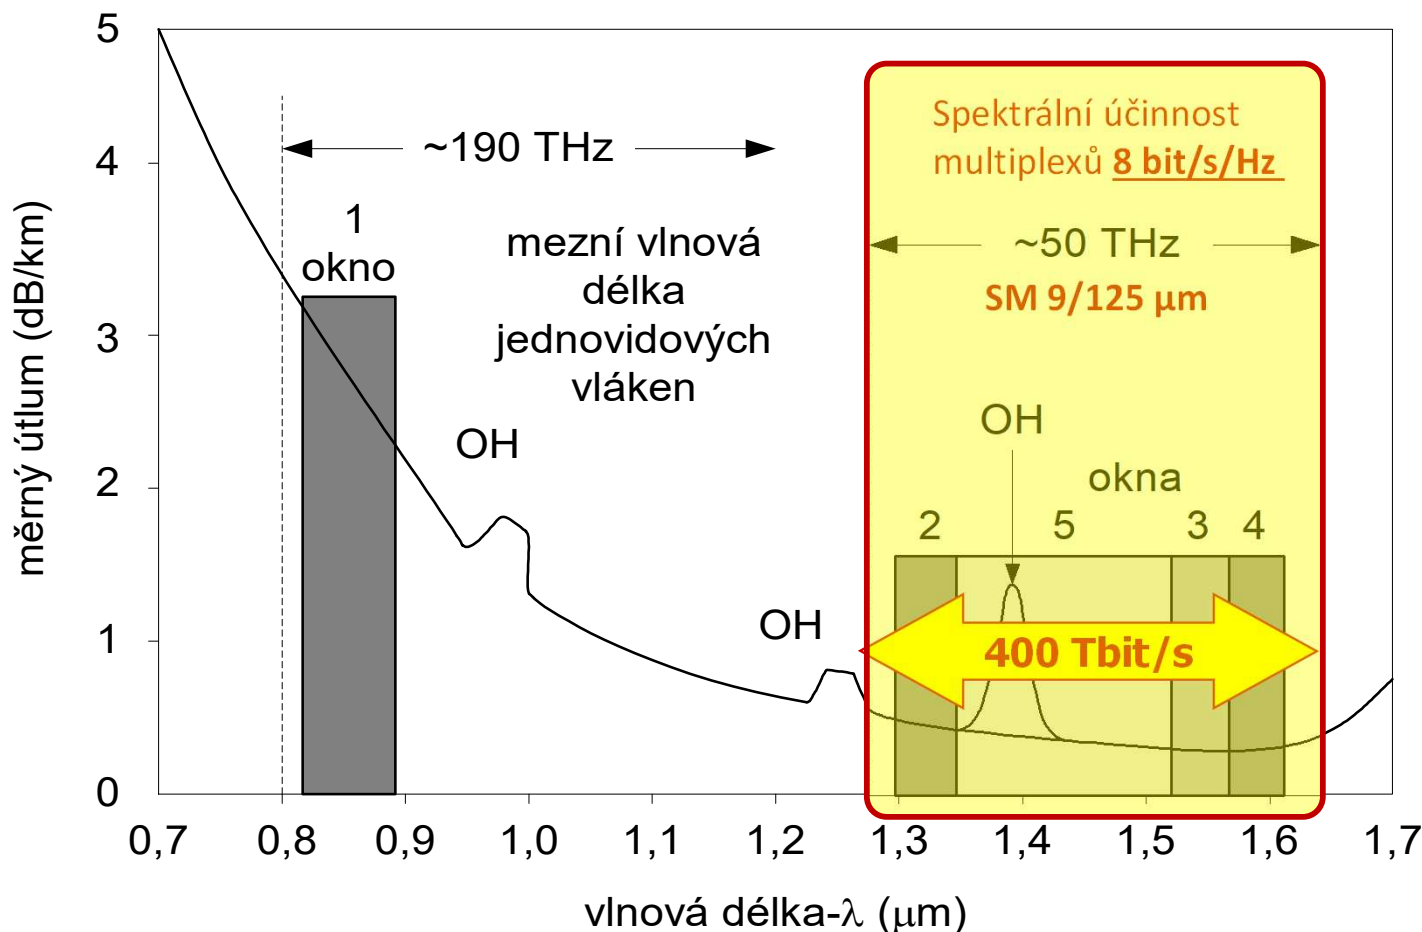 5
4
3
2
1
0
měrný útlum (dB/km)
~190 THz
1
okno
mezní vlnová
délka
jednovidových
vláken
OH
OH
Spektrální účinnost
multiplexů 8 bit/s/Hz
~50 THz
SM 9/125 µm
OH
okna
2 5 3 4
400 Tbit/s
0,7 0,8 0,9 1,0 1,1 1,2 1,3 1,4 1,5 1,6 1,7
vlnová délka-λ (µm)